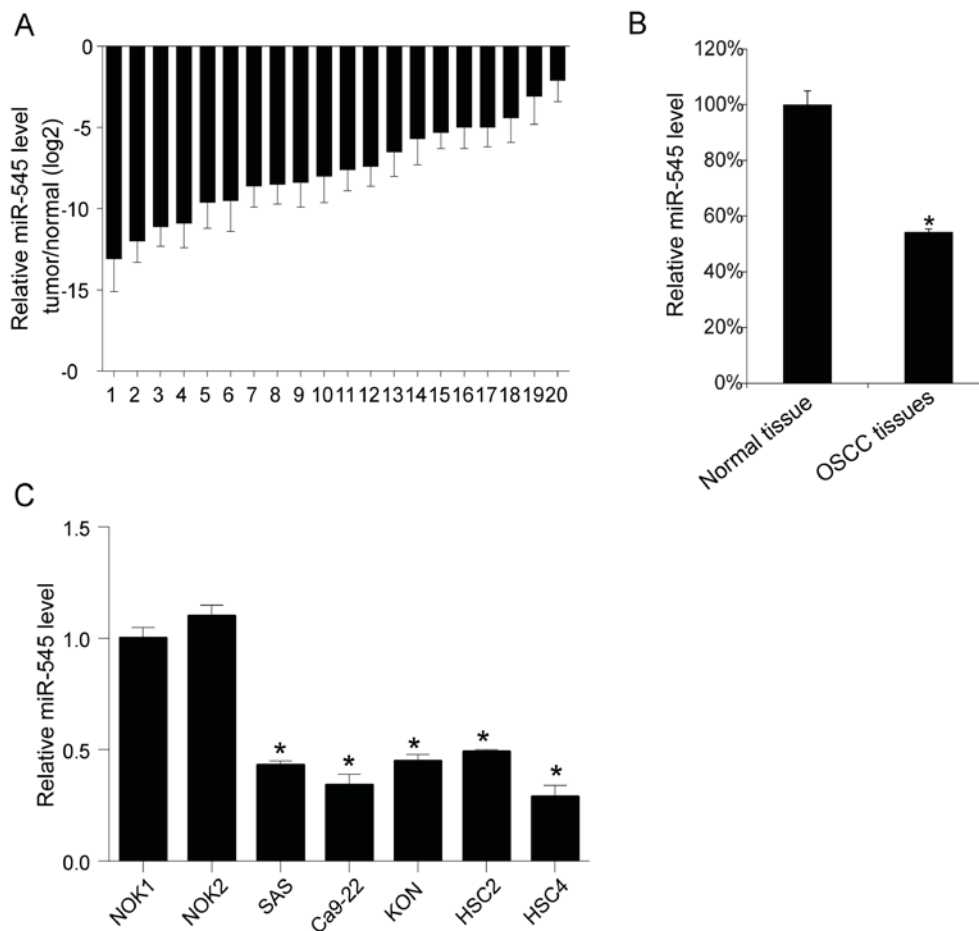 A
Relative miR-545 level
tumor/normal (log2)
0
-5
-10
-15
-0
1 2 3 4 5 6 7 8 9 10 11 12 13 14 15 16 17 18 19 20
B
Relative miR-545 level
120%
100%
80%
60%
40%
20%
0%
*
Normal tissue
OSCC tissues
C
Relative miR-545 level
1.5
1.0
0.5
0.0
* * * * *
NOK1
NOK2
SAS
Ca9-22
KON
HSC2
HSC4